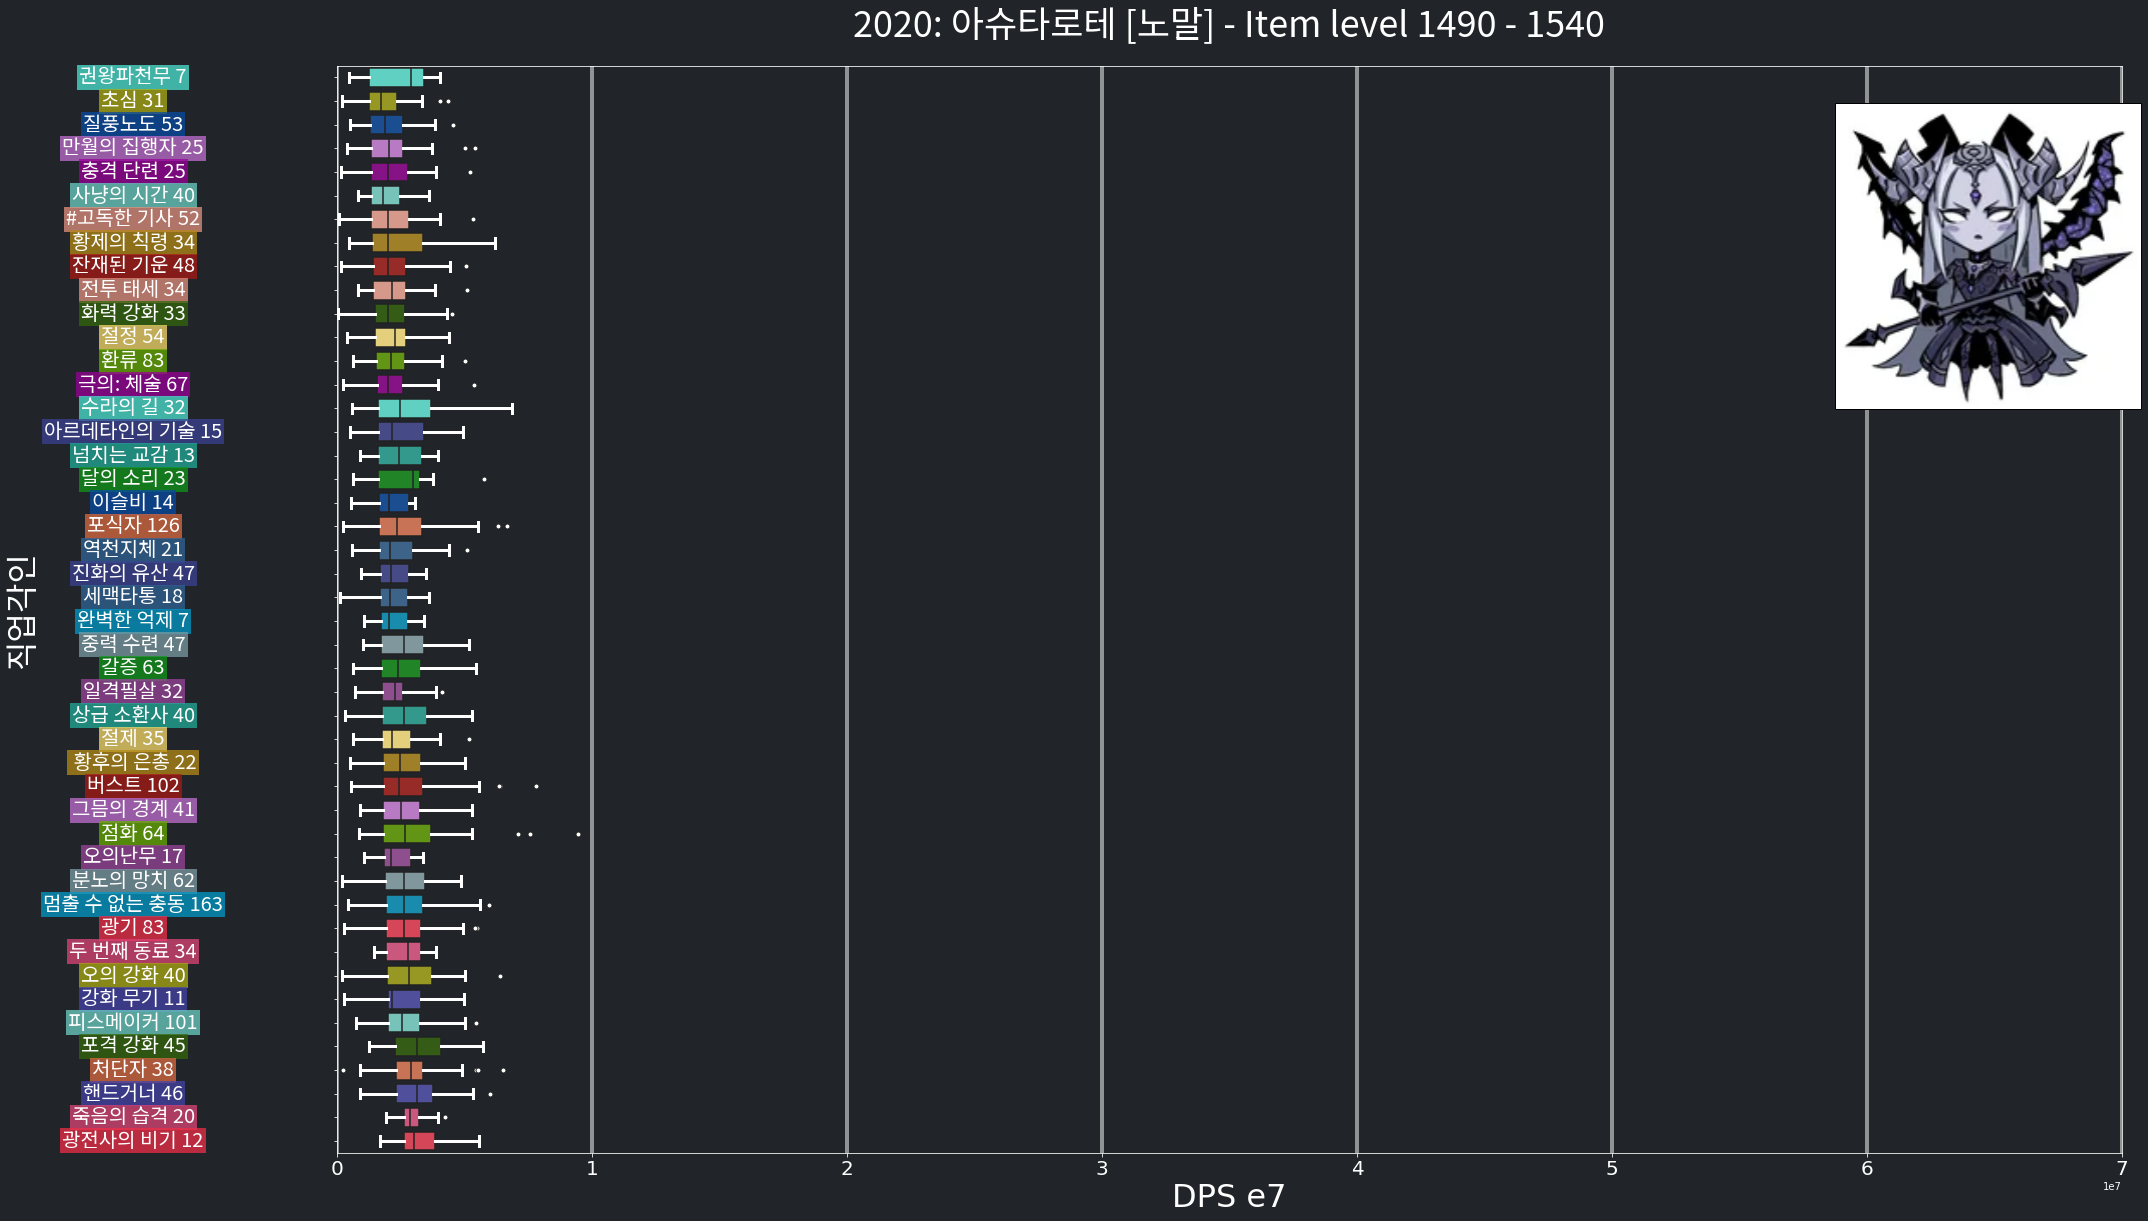 2020: 아슈타로테 [노말] - Item level 1490 - 1540
권왕파천무 7
초심 31
질풍노도 53
만월의 집행자 25
충격 단련 25
사냥의 시간 40
#고독한 기사 52
황제의 칙령 34
잔재된 기운 48
전투 태세 34
화력 강화 33
절정 54
환류 83
극의: 체술 67
수라의 길 32
아르데타인의 기술 15
넘치는 교감 13
달의 소리 23
이슬비 14
포식자 126
역천지체 21
진화의 유산 47
세맥타통 18
완벽한 억제 7
중력 수련 47
갈증 63
일격필살 32
상급 소환사 40
절제 35
황후의 은총 22
버스트 102
그믐의 경계 41
점화 64
오의난무 17
분노의 망치 62
멈출 수 없는 충동 163
광기 83
두 번째 동료 34
오의 강화 40
강화 무기 11
피스메이커 101
포격 강화 45
처단자 38
핸드거너 46
죽음의 습격 20
광전사의 비기 12
직업각인
0 1 2 3 4 5 6 7
1e7
DPS e7